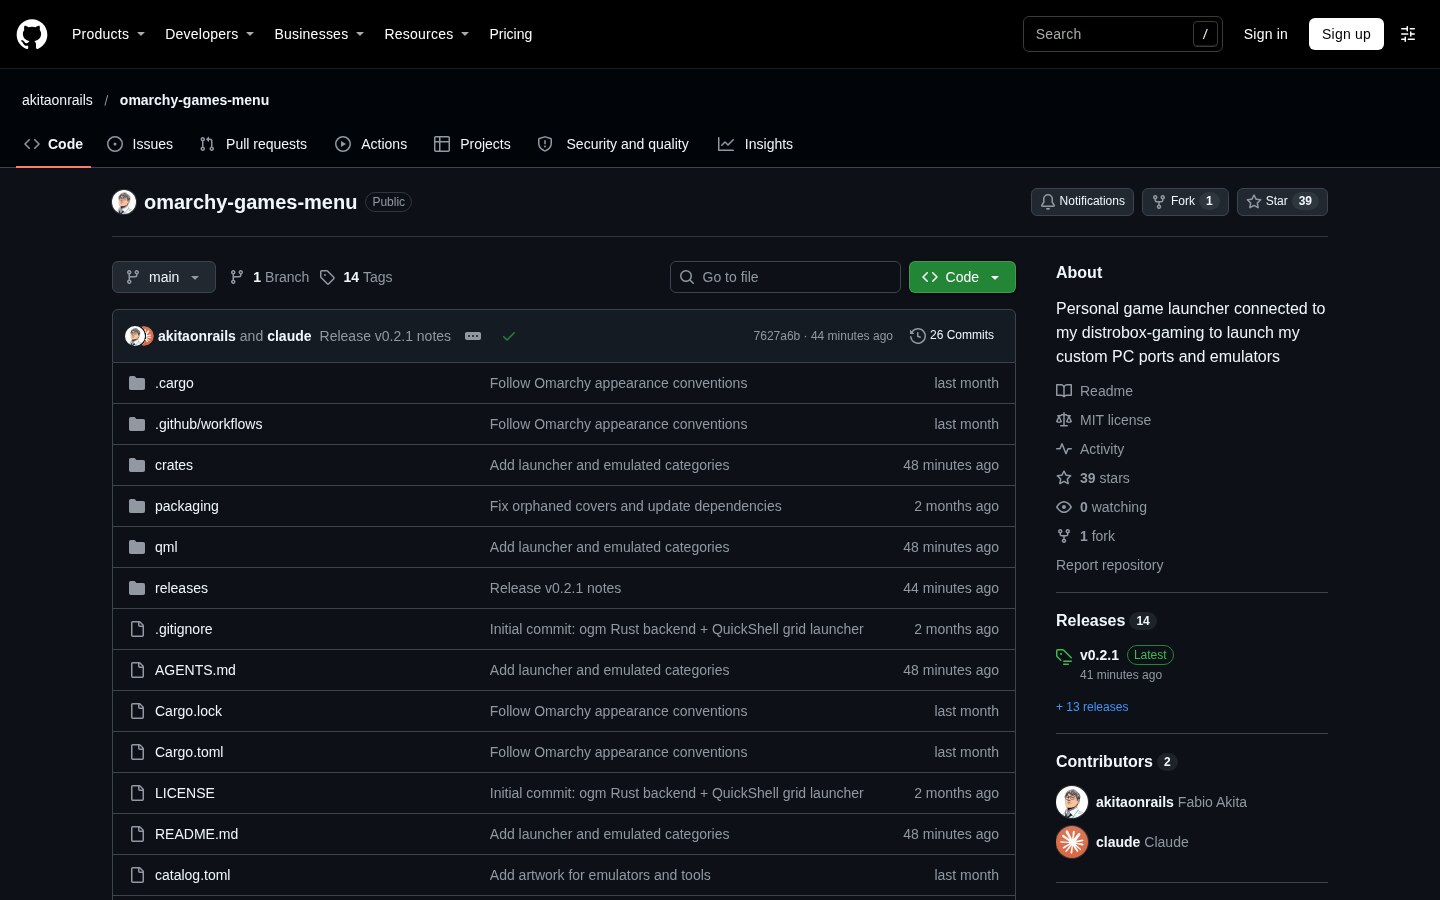 Products Developers Businesses Resources Pricing Search / Sign in Sign up
akitaonrails / omarchy-games-menu
Code Issues Pull requests Actions Projects Security and quality Insights
omarchy-games-menu Public Notifications Fork 1 Star 39
main 1 Branch 14 Tags Go to file Code
akitaonrails and claude Release v0.2.1 notes 7627a6b · 44 minutes ago 26 Commits
.cargo Follow Omarchy appearance conventions last month
.github/workflows Follow Omarchy appearance conventions last month
crates Add launcher and emulated categories 48 minutes ago
packaging Fix orphaned covers and update dependencies 2 months ago
qml Add launcher and emulated categories 48 minutes ago
releases Release v0.2.1 notes 44 minutes ago
.gitignore Initial commit: ogm Rust backend + QuickShell grid launcher 2 months ago
AGENTS.md Add launcher and emulated categories 48 minutes ago
Cargo.lock Follow Omarchy appearance conventions last month
Cargo.toml Follow Omarchy appearance conventions last month
LICENSE Initial commit: ogm Rust backend + QuickShell grid launcher 2 months ago
README.md Add launcher and emulated categories 48 minutes ago
catalog.toml Add artwork for emulators and tools last month
About
Personal game launcher connected to
my distrobox-gaming to launch my
custom PC ports and emulators
Readme
MIT license
Activity
39 stars
0 watching
1 fork
Report repository
Releases 14
v0.2.1 Latest
41 minutes ago
+ 13 releases
Contributors 2
akitaonrails Fabio Akita
claude Claude